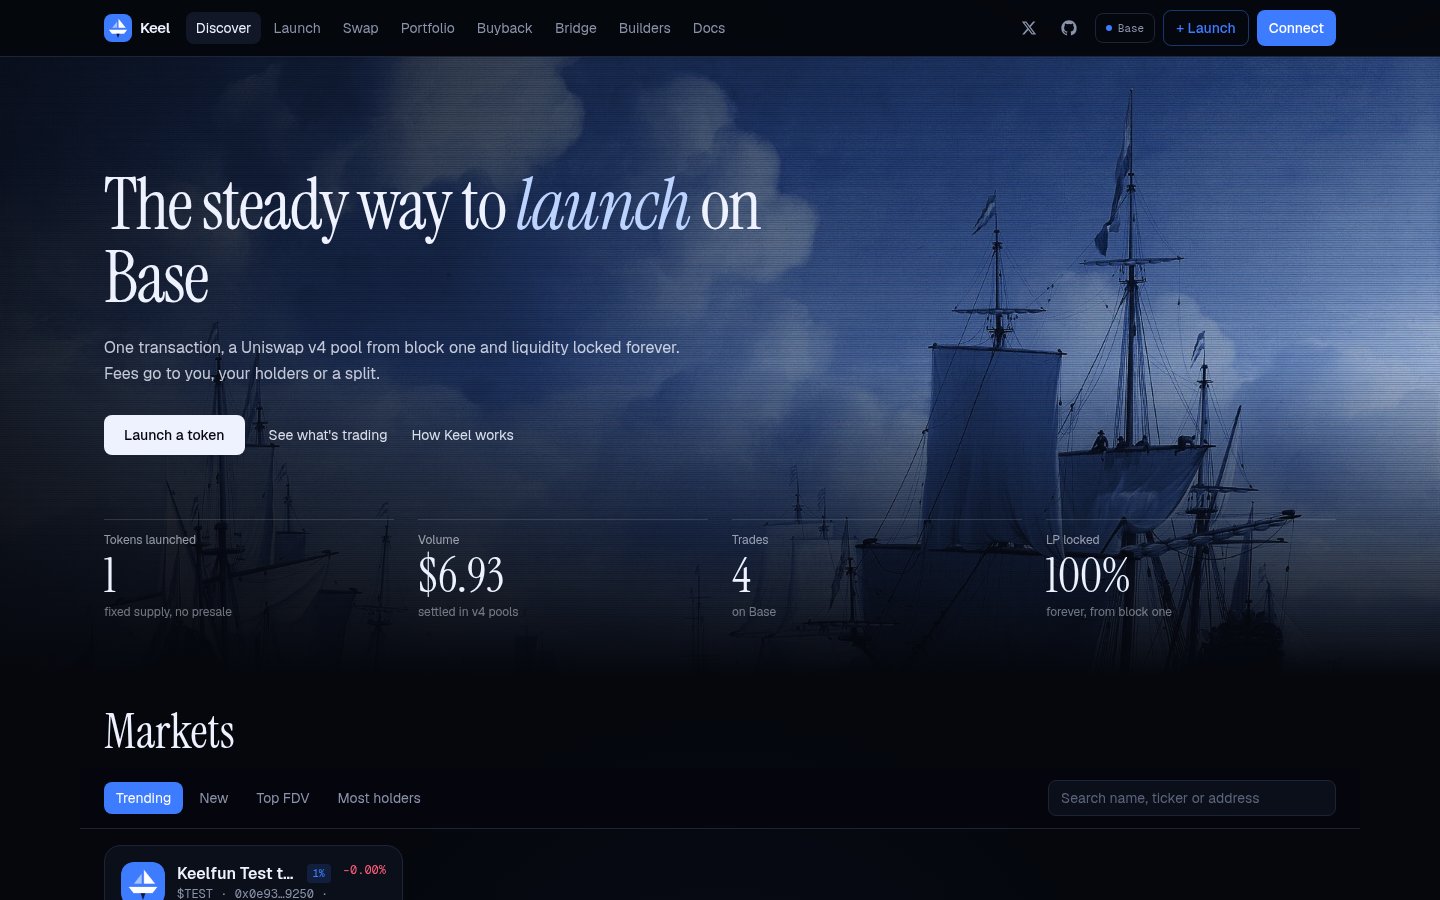 Keel
Discover
Launch
Swap
Portfolio
Buyback
Bridge
Builders
Docs
Base
+ Launch
Connect
The steady way to launch on
Base
One transaction, a Uniswap v4 pool from block one and liquidity locked forever.
Fees go to you, your holders or a split.
Launch a token
See what's trading
How Keel works
Tokens launched
1
fixed supply, no presale
Volume
$6.93
settled in v4 pools
Trades
4
on Base
LP locked
100%
forever, from block one
Markets
Trending
New
Top FDV
Most holders
Search name, ticker or address
Keelfun Test t...
1%
-0.00%
$TEST · 0x0e93…9250 ·